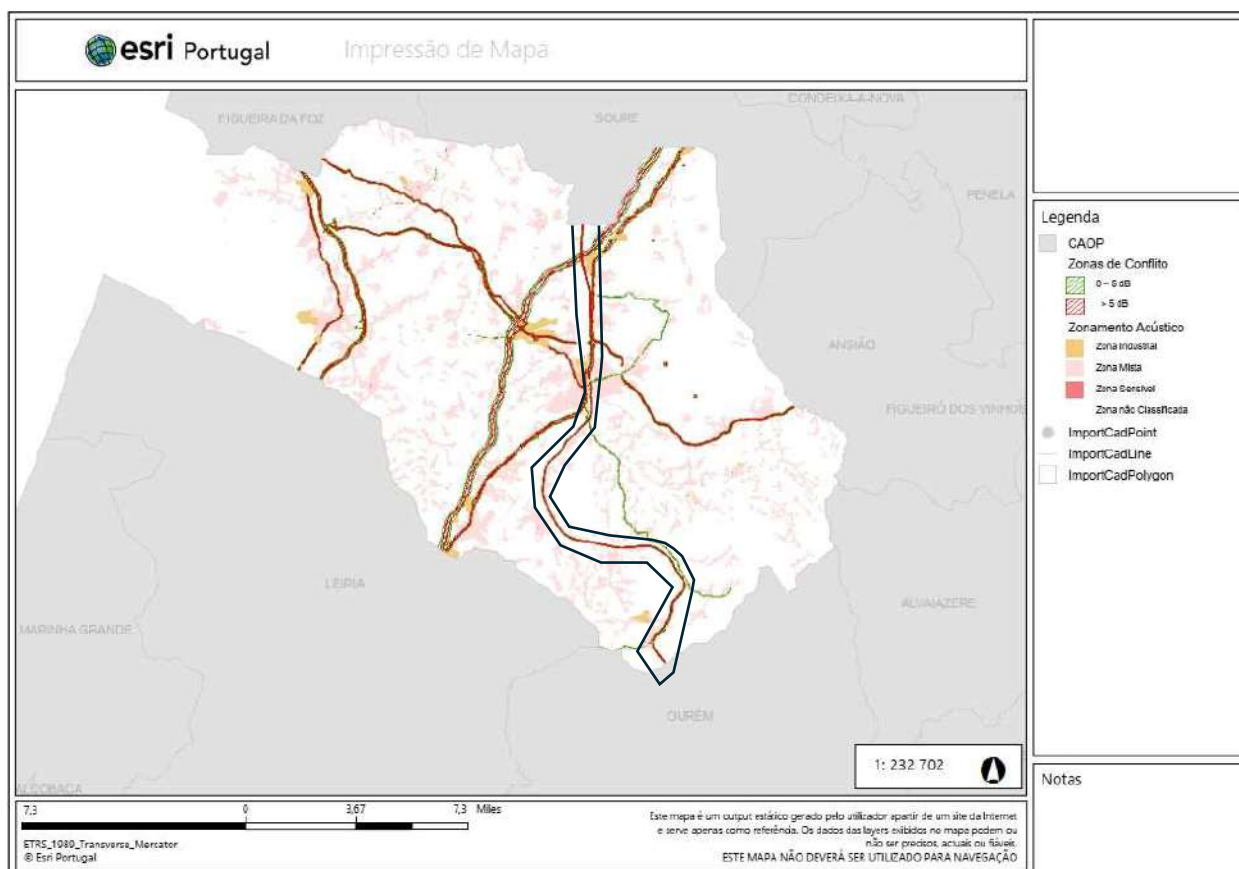 esri Portugal
Impressão de Mapa
FIGUEIRA DA FOZ
SOURE
CONDEIXA-A-NOVA
PENELA
ANSIÃO
FIGUEIRÓ DOS VINHOS
ALVAIÁZERE
OURÉM
LEIRIA
MARINHA GRANDE
ALCOBAÇA
1: 232 702
Legenda
CAOP
Zonas de Conflito
> 5 dB
Zonamento Acústico
Zona Industrial
Zona Mista
Zona Sensível
Zona não Classificada
ImportCadPoint
ImportCadLine
ImportCadPolygon
Notas
7,3 0 3,67 7,3 Miles
ETRS_1989_Transverse_Mercator
© Esri Portugal
Este mapa é um output estático gerado pelo utilizador apartir de um site da Internet
e serve apenas como referência. Os dados das layers exibidos no mapa podem ou
não ser precisos, actuais ou fiáveis.
ESTE MAPA NÃO DEVERÁ SER UTILIZADO PARA NAVEGAÇÃO